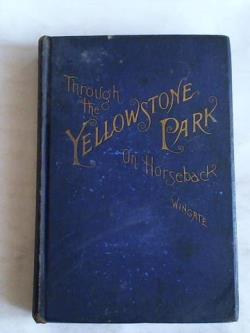 Through
the
YELLOWSTONE
PARK
On Horseback
WINGATE